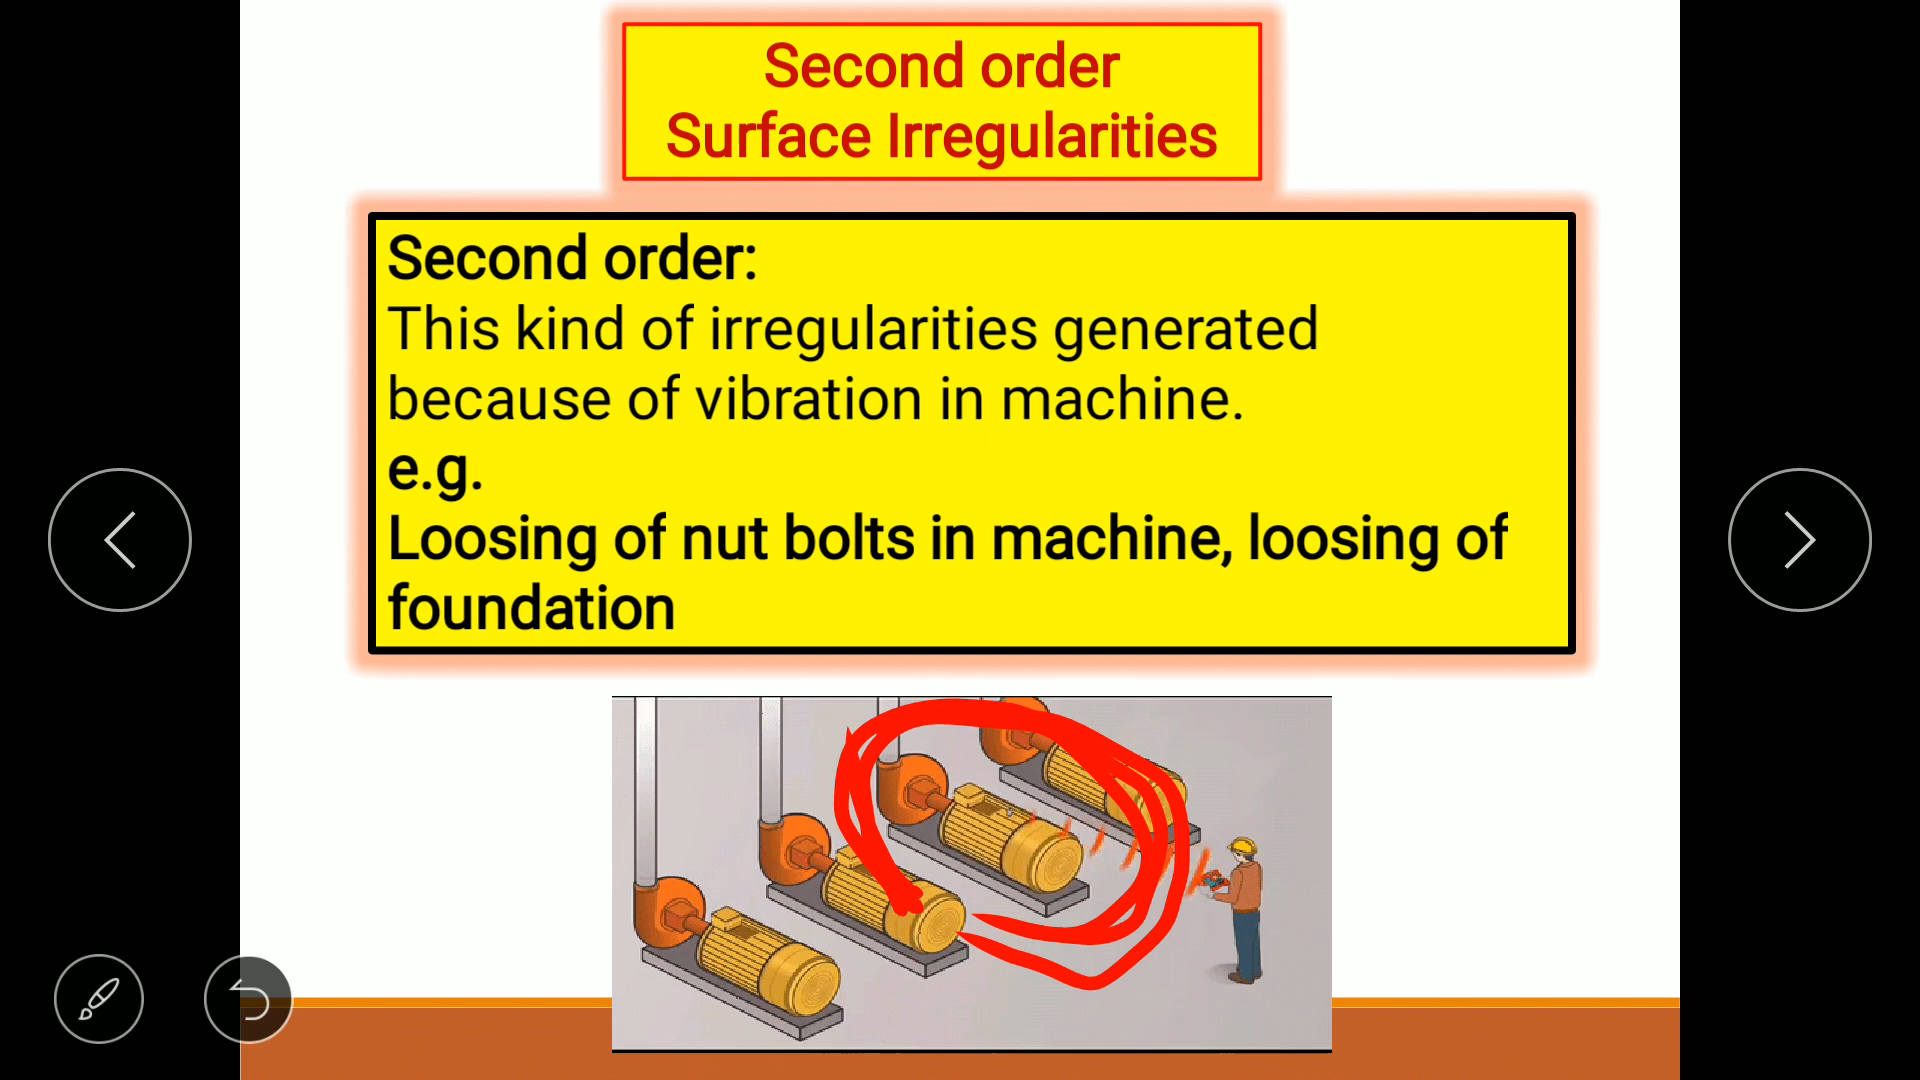 Second order
Surface Irregularities
Second order:
This kind of irregularities generated
because of vibration in machine.
e.g.
Loosing of nut bolts in machine, loosing of
foundation